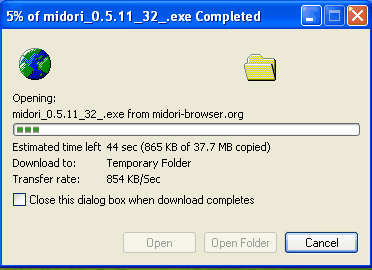 5% of midori_0.5.11_32_.exe Completed
Opening:
midori_0.5.11_32_.exe from midori-browser.org
Estimated time left 44 sec (865 KB of 37.7 MB copied)
Download to: Temporary Folder
Transfer rate: 854 KB/Sec
Close this dialog box when download completes
Open Open Folder Cancel